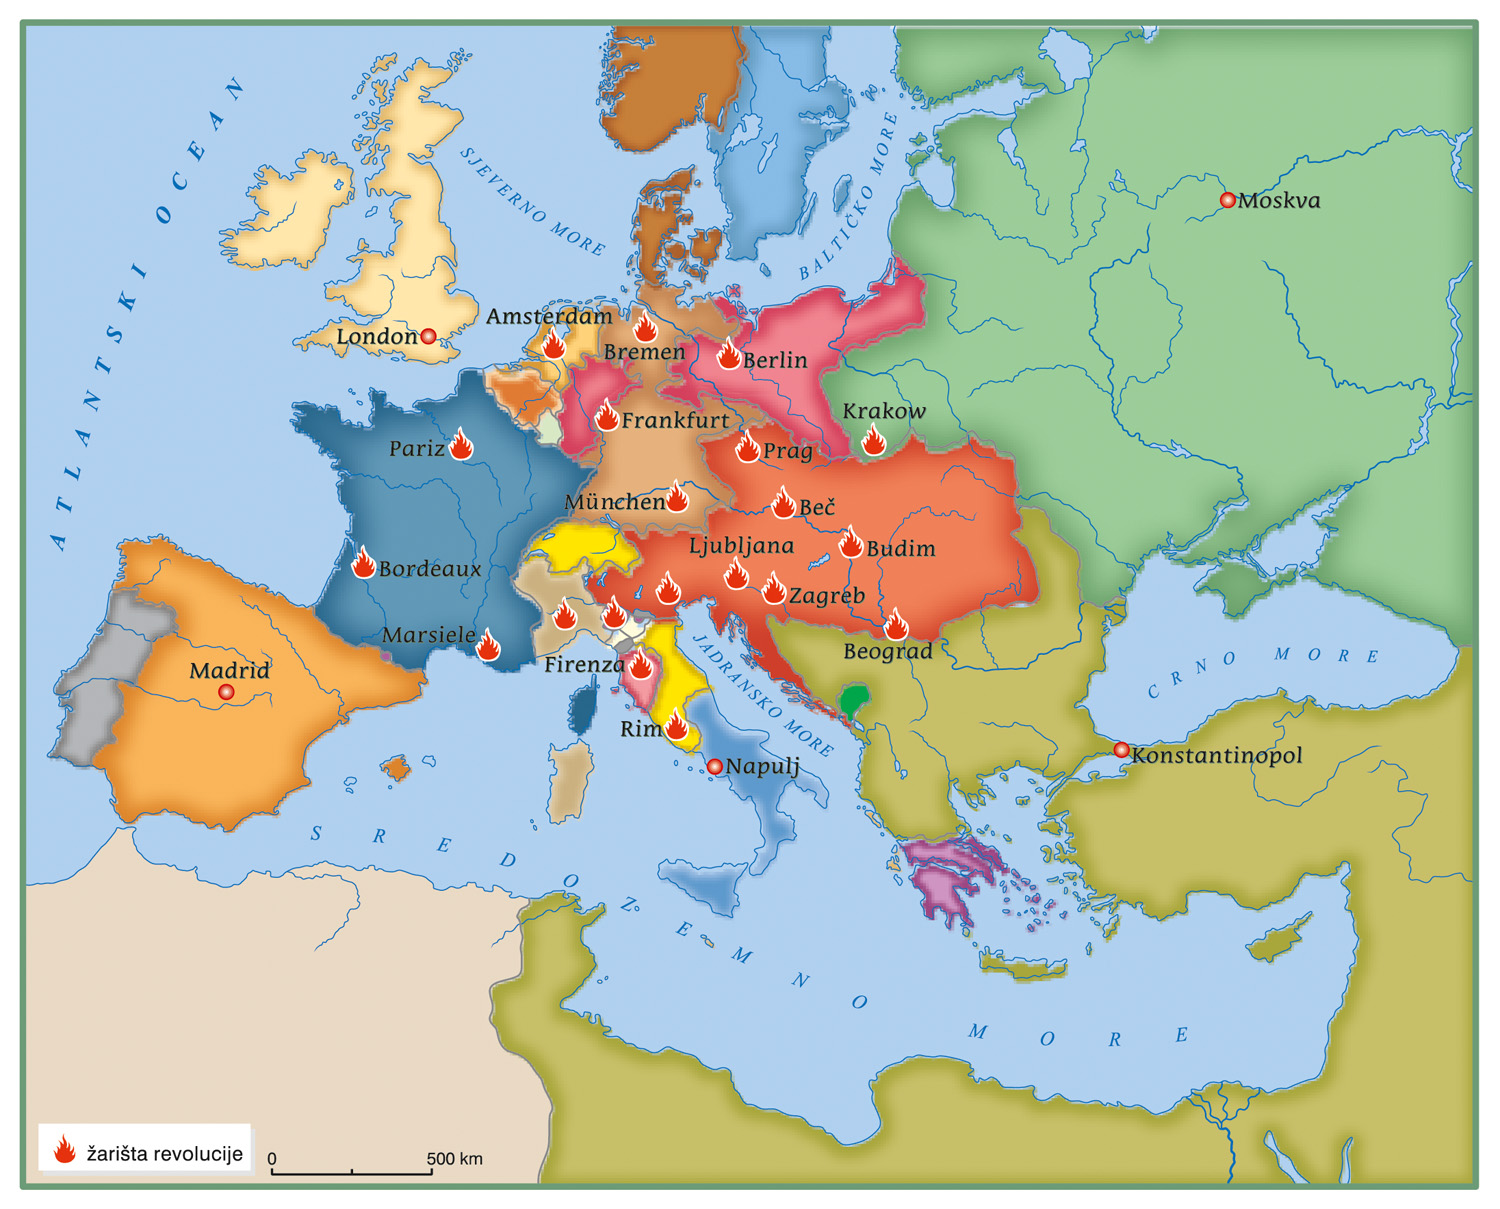 ATLANTSKI OCEAN
SJEVERNO MORE
BALTIČKO MORE
Moskva
London
Amsterdam
Bremen
Berlin
Krakow
Frankfurt
Pariz
Prag
München
Beč
Ljubljana
Budim
Bordeaux
Zagreb
Marsiele
Firenza
Beograd
JADRANSKO MORE
CRNO MORE
Madrid
Rim
Napulj
Konstantinopol
SREDOZEMNO MORE
žarišta revolucije
0 500 km